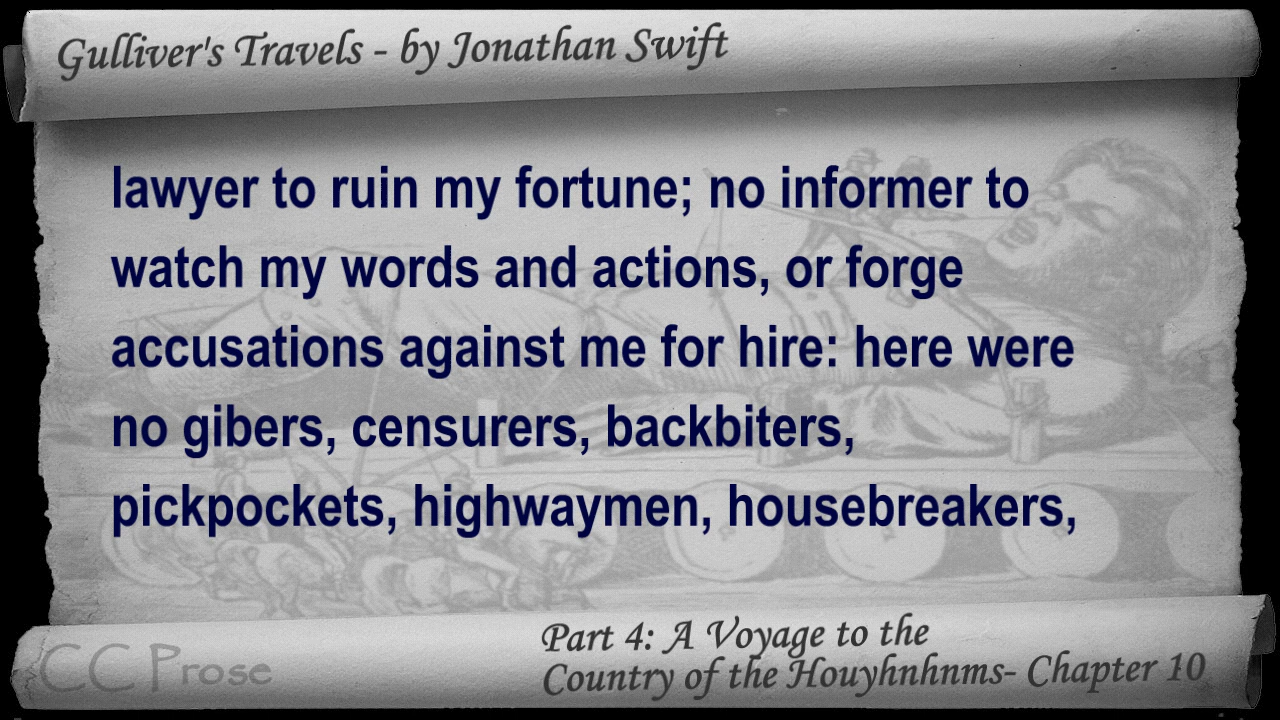 Gulliver's Travels - by Jonathan Swift
lawyer to ruin my fortune; no informer to
watch my words and actions, or forge
accusations against me for hire: here were
no gibers, censurers, backbiters,
pickpockets, highwaymen, housebreakers,
Part 4: A Voyage to the
Country of the Houyhnhnms- Chapter 10
CC Prose